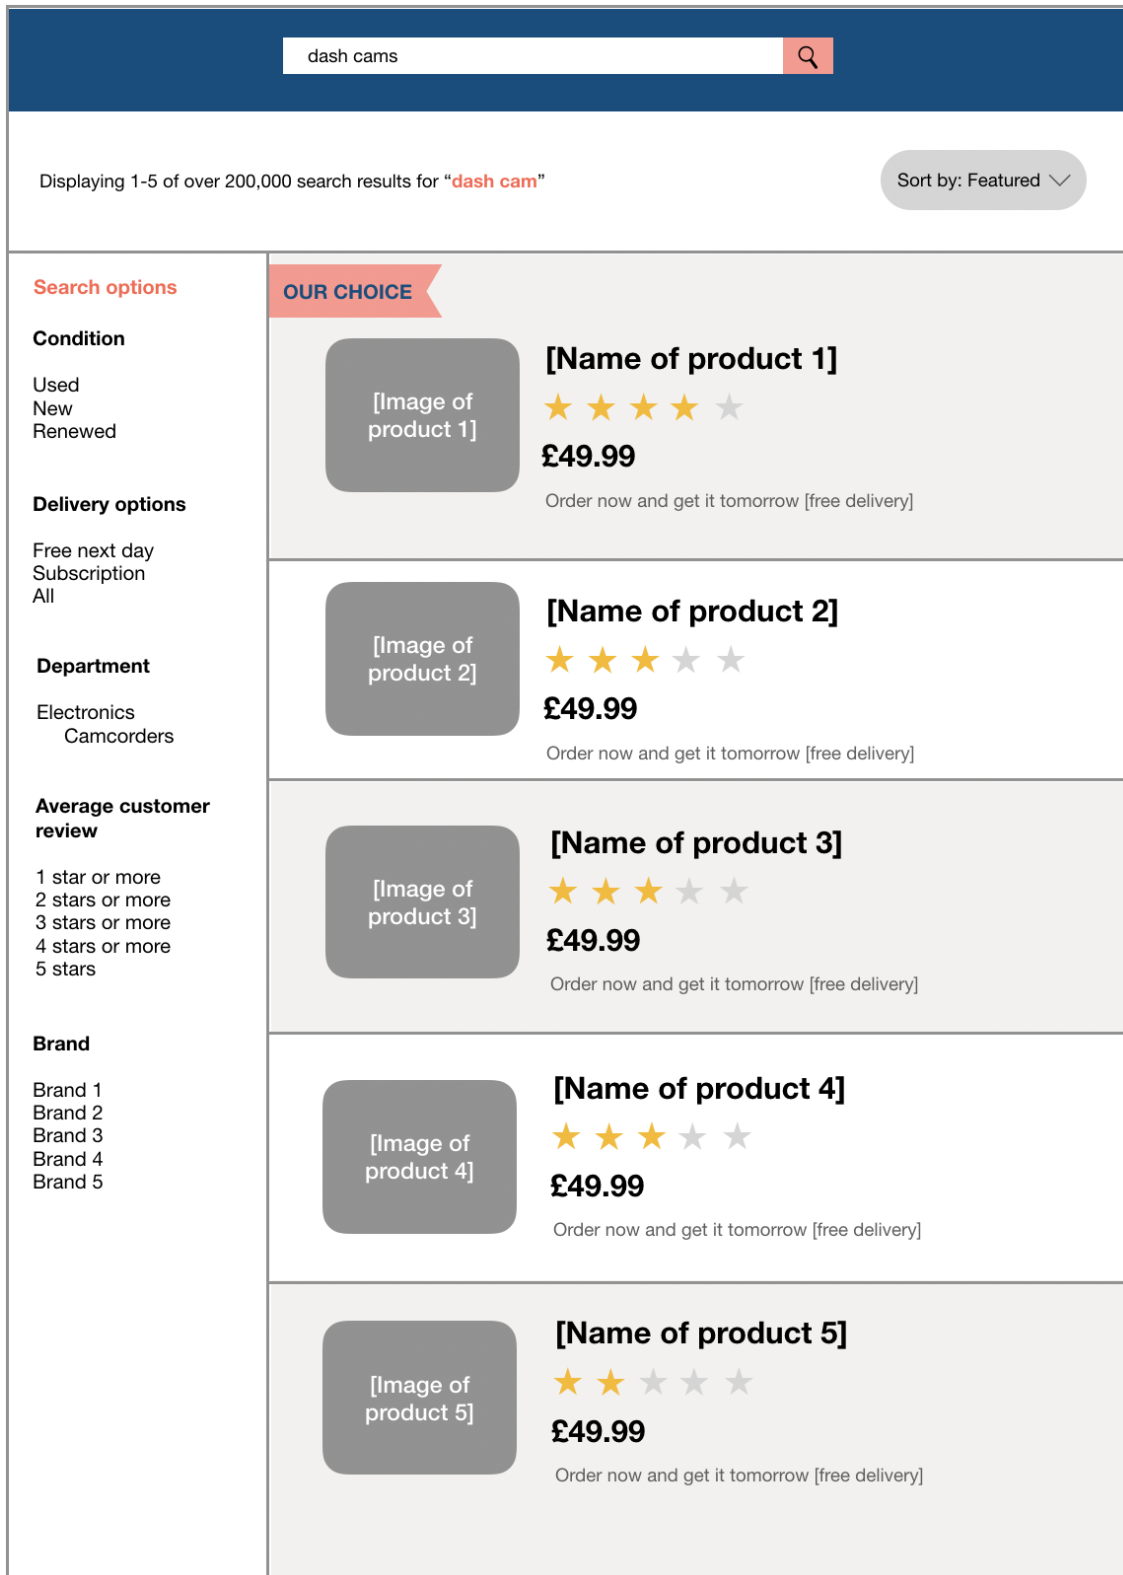 dash cams
Displaying 1-5 of over 200,000 search results for “dash cam”
Sort by: Featured
Search options
Condition
Used
New
Renewed
Delivery options
Free next day
Subscription
All
Department
Electronics
Camcorders
Average customer
review
1 star or more
2 stars or more
3 stars or more
4 stars or more
5 stars
Brand
Brand 1
Brand 2
Brand 3
Brand 4
Brand 5
OUR CHOICE
[Image of
product 1]
[Name of product 1]
£49.99
Order now and get it tomorrow [free delivery]
[Image of
product 2]
[Name of product 2]
£49.99
Order now and get it tomorrow [free delivery]
[Image of
product 3]
[Name of product 3]
£49.99
Order now and get it tomorrow [free delivery]
[Image of
product 4]
[Name of product 4]
£49.99
Order now and get it tomorrow [free delivery]
[Image of
product 5]
[Name of product 5]
£49.99
Order now and get it tomorrow [free delivery]